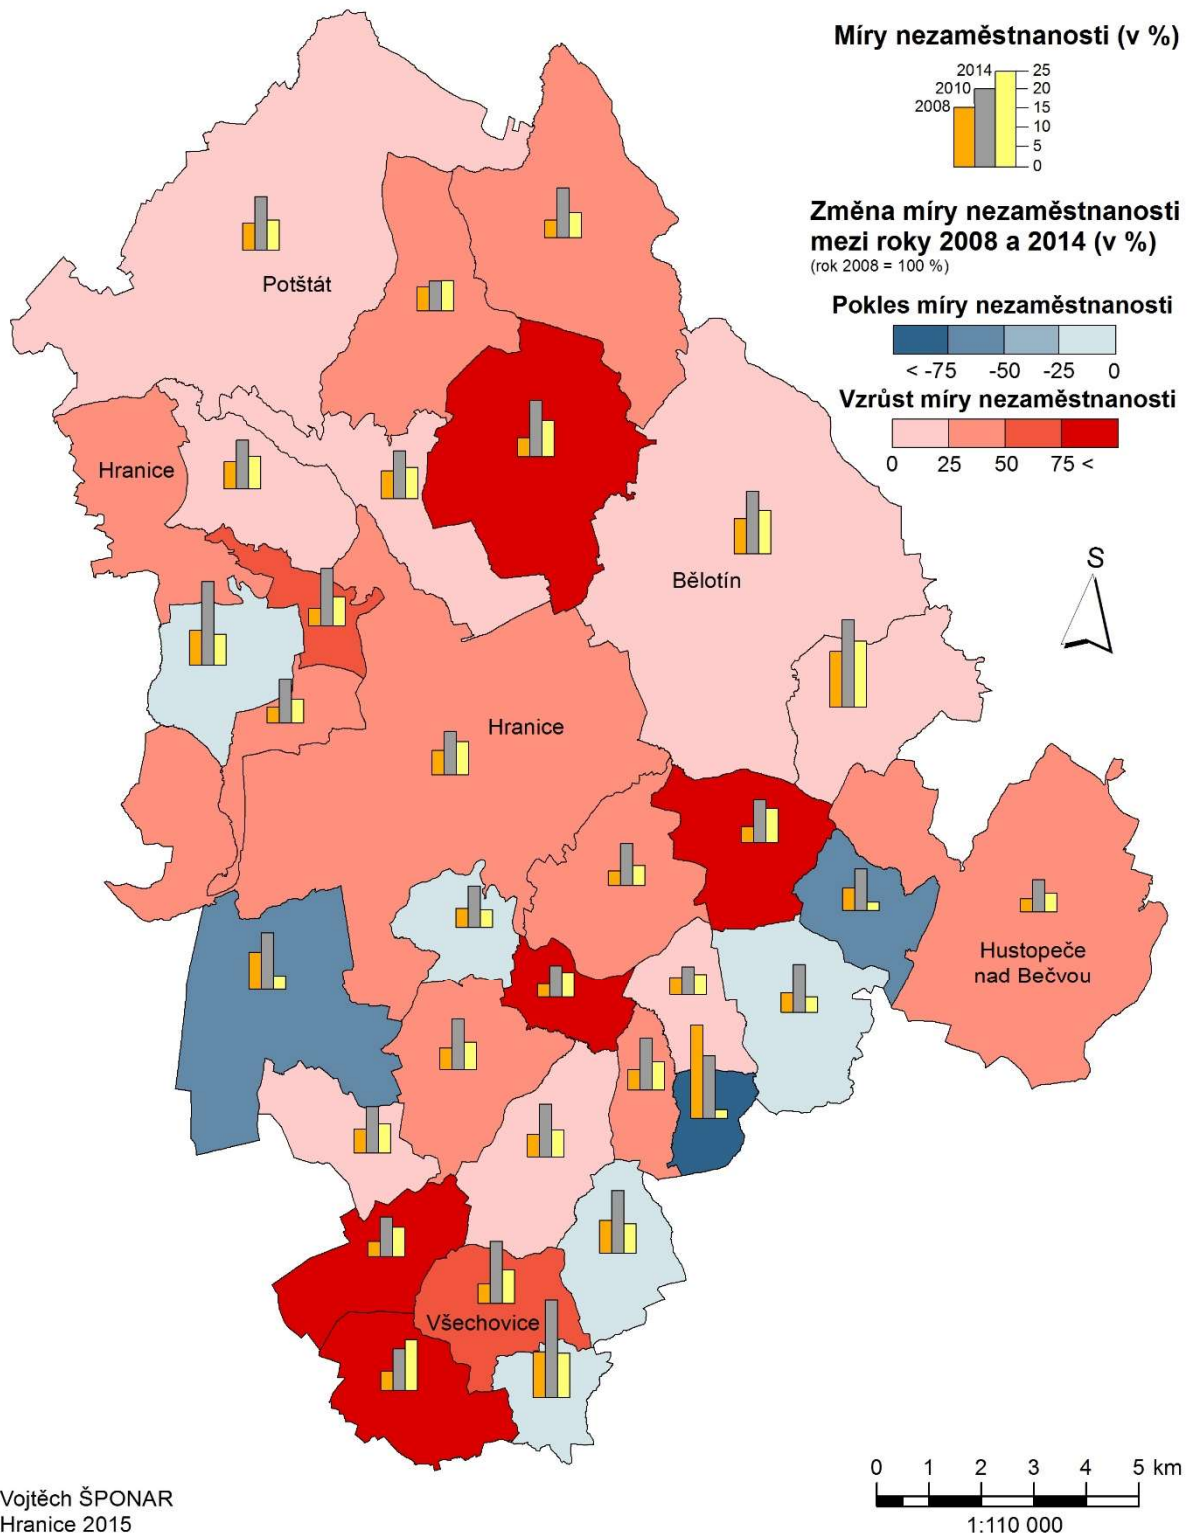 Míry nezaměstnanosti (v %)
2014
2010
2008
25
20
15
10
5
0
Změna míry nezaměstnanosti
mezi roky 2008 a 2014 (v %)
(rok 2008 = 100 %)
Pokles míry nezaměstnanosti
< -75 -50 -25 0
Vzrůst míry nezaměstnanosti
0 25 50 75 <
Potštát
Hranice
Bělotín
S
Hranice
Hustopeče
nad Bečvou
Všechovice
0 1 2 3 4 5 km
1:110 000
Vojtěch ŠPONAR
Hranice 2015